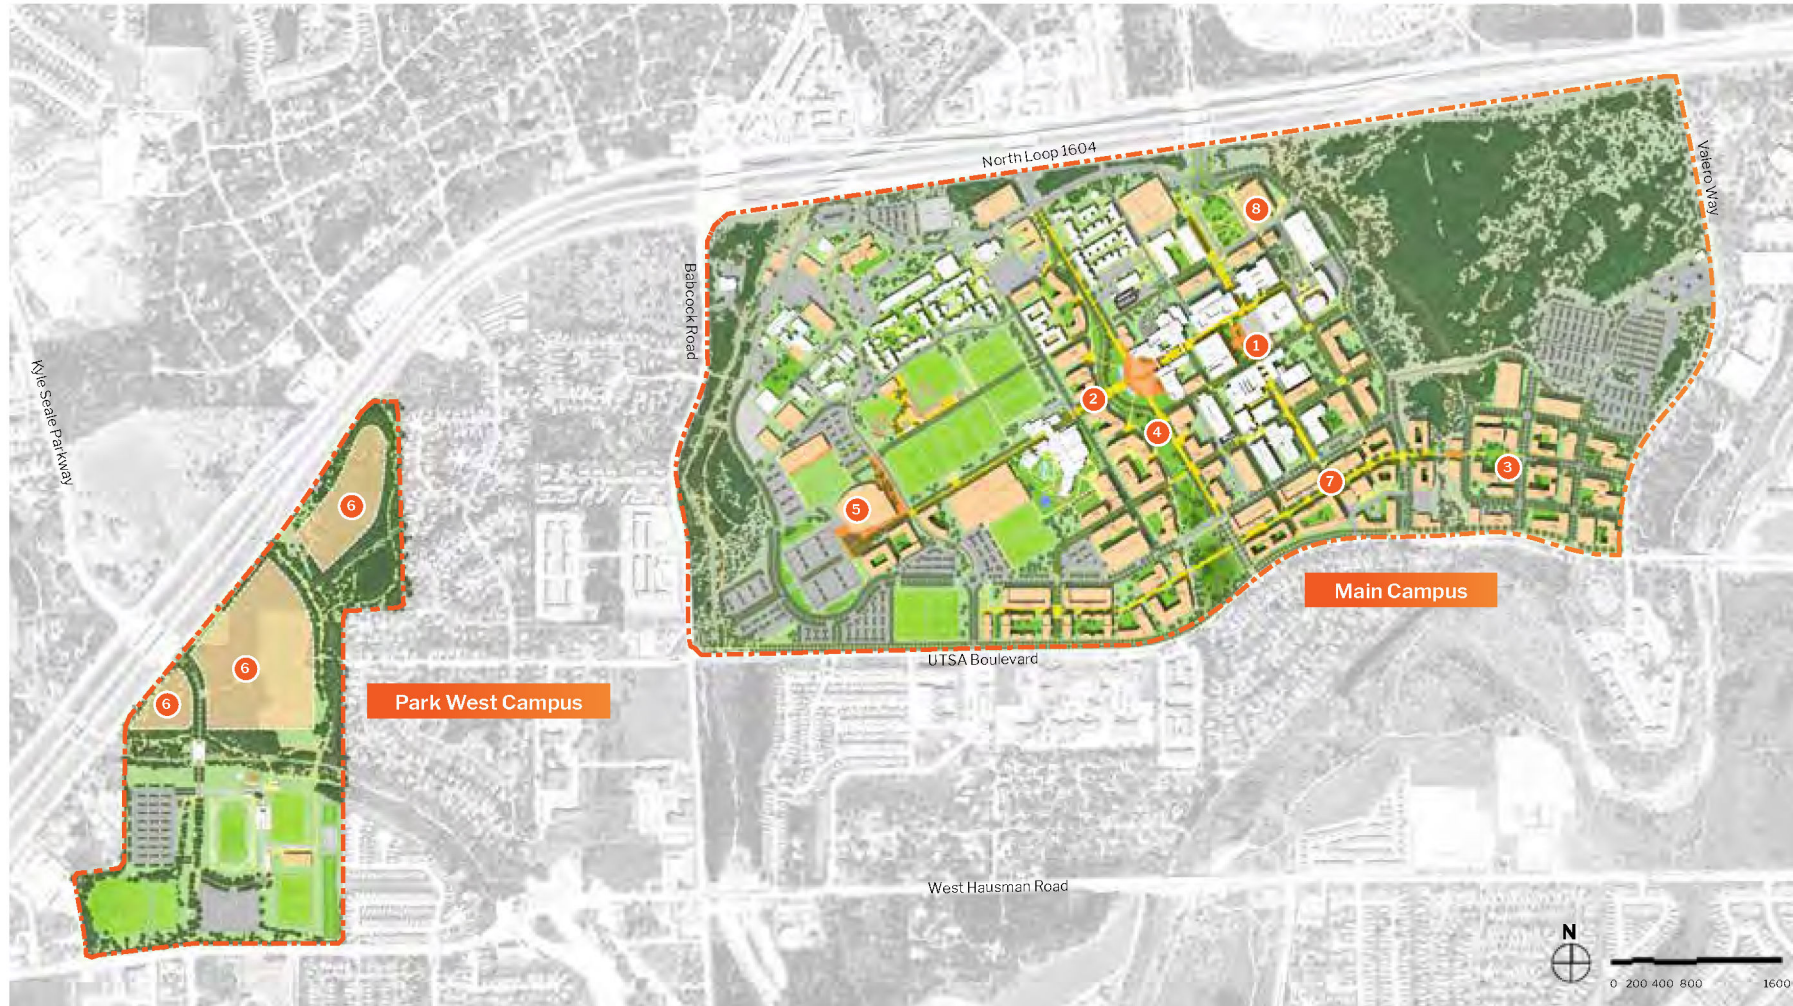 North Loop 1604
Valero Way
8
Babcock Road
1
Kyle Seale Parkway
2
4
3
7
6
5
Main Campus
UTSA Boulevard
6
Park West Campus
6
West Hausman Road
N
0 200 400 800 1600